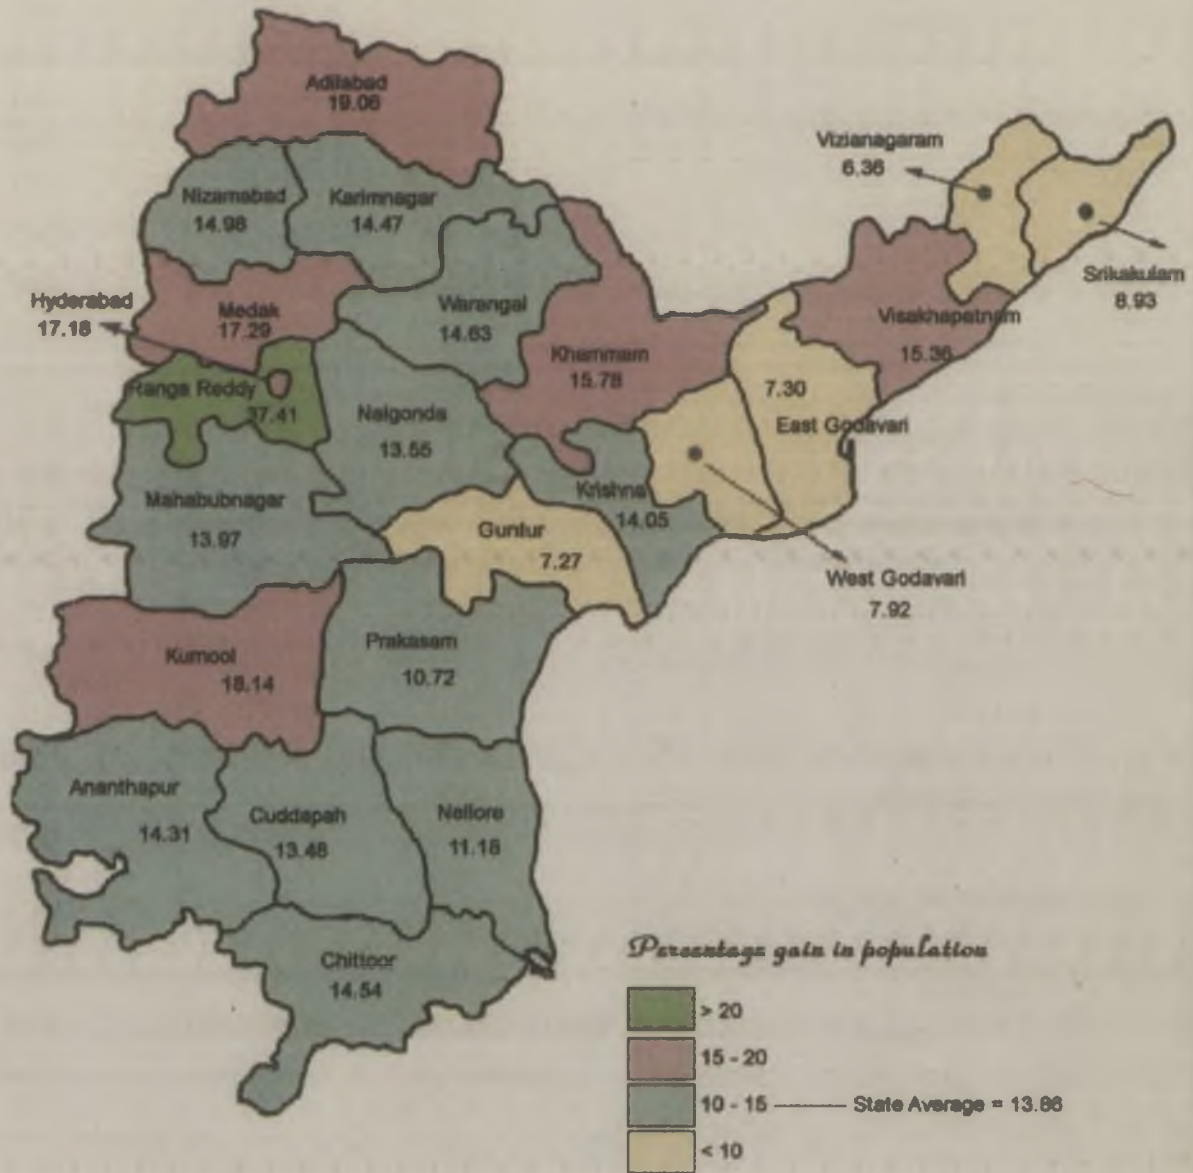 Adilabad
19.06
Vizianagaram
6.36
Nizamabad
14.98
Karimnagar
14.47
Srikakulam
8.93
Hyderabad
17.18
Medak
17.29
Warangal
14.63
Visakhapatnam
15.36
Khammam
15.78
Ranga Reddy
37.41
Nalgonda
13.55
7.30
East Godavari
Mahabubnagar
13.97
Krishna
14.05
Guntur
7.27
West Godavari
7.92
Kurnool
18.14
Prakasam
10.72
Ananthapur
14.31
Cuddapah
13.48
Nellore
11.18
Chittoor
14.54
Percentage gain in population
> 20
15 - 20
10 - 15 State Average = 13.86
< 10